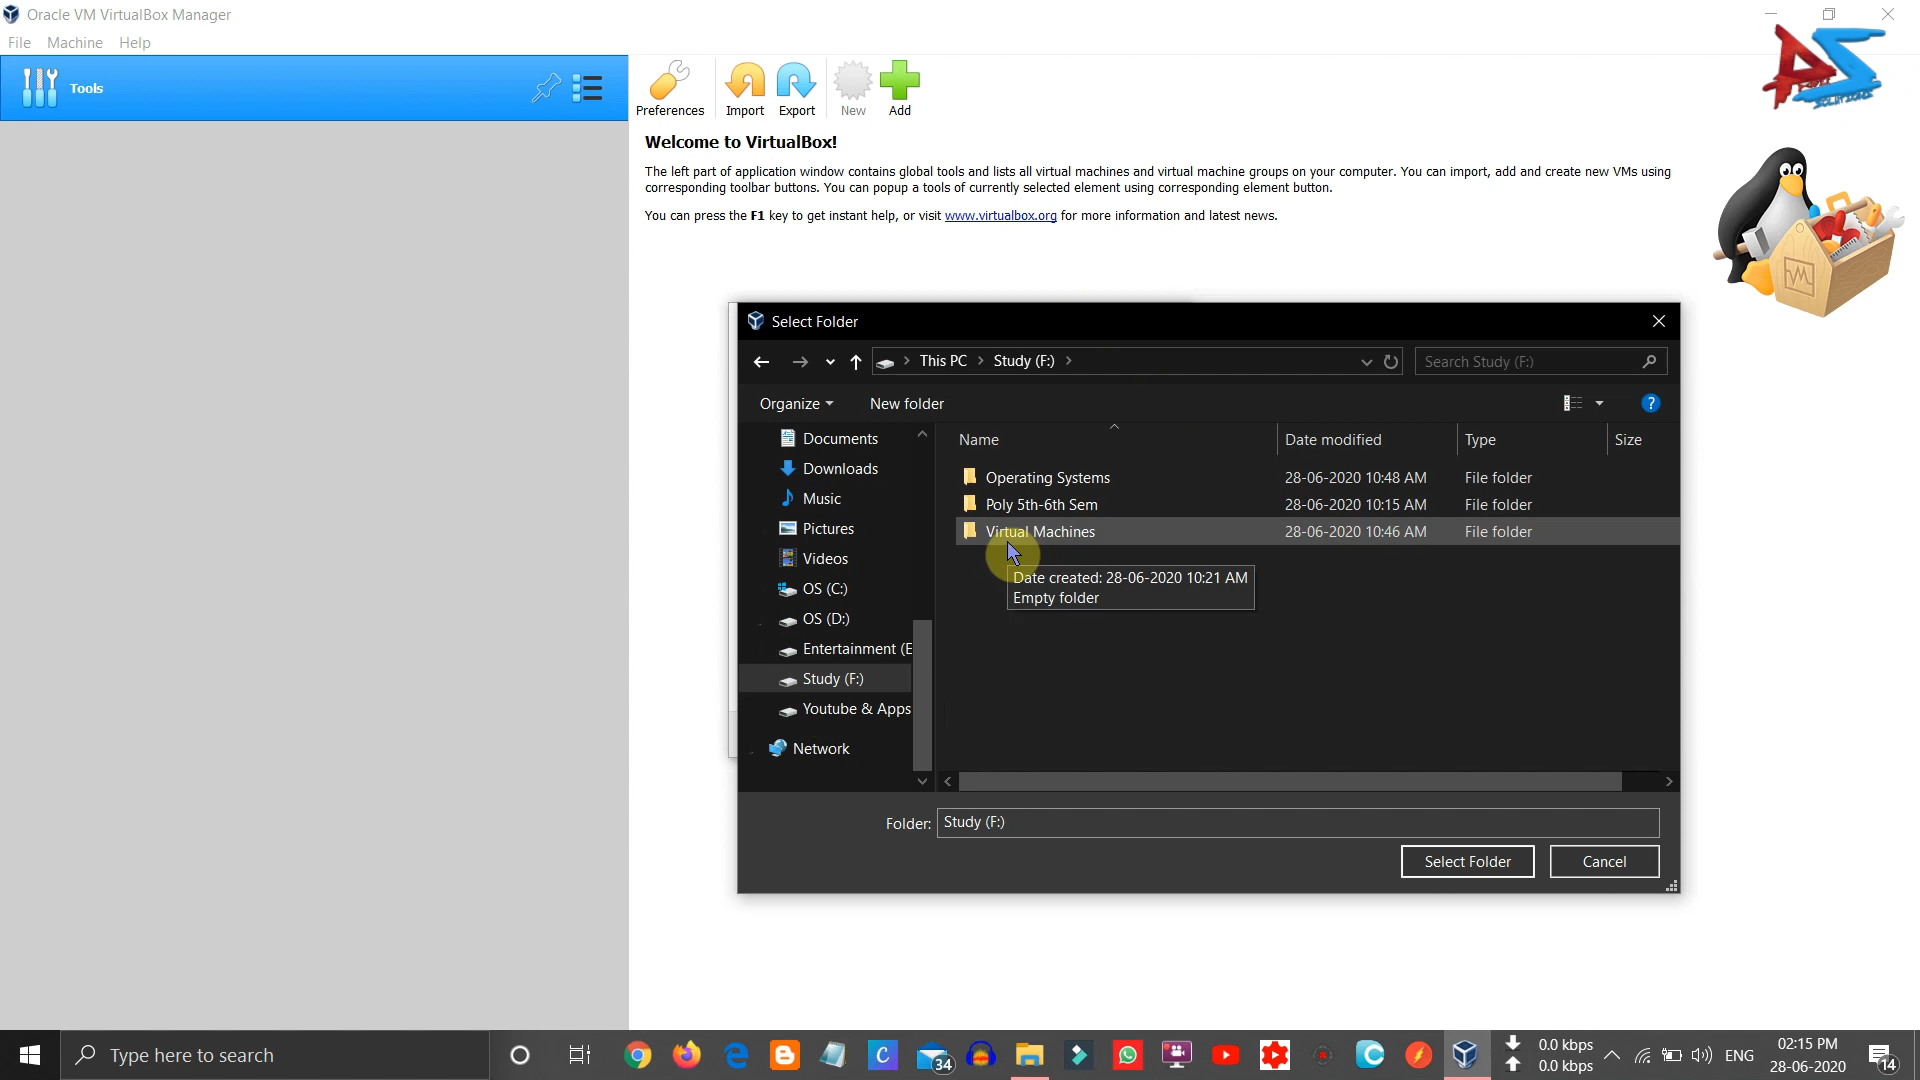 Oracle VM VirtualBox Manager
File Machine Help
Tools
Preferences Import Export New Add
Welcome to VirtualBox!
The left part of application window contains global tools and lists all virtual machines and virtual machine groups on your computer. You can import, add and create new VMs using
corresponding toolbar buttons. You can popup a tools of currently selected element using corresponding element button.
You can press the F1 key to get instant help, or visit www.virtualbox.org for more information and latest news.
Select Folder
This PC > Study (F:) >
Search Study (F:)
Organize New folder
Name Date modified Type Size
Documents
Downloads
Music
Pictures
Videos
OS (C:)
OS (D:)
Entertainment (E
Study (F:)
Youtube & Apps
Network
Operating Systems 28-06-2020 10:48 AM File folder
Poly 5th-6th Sem 28-06-2020 10:15 AM File folder
Virtual Machines 28-06-2020 10:46 AM File folder
Date created: 28-06-2020 10:21 AM
Empty folder
Folder: Study (F:)
Select Folder Cancel
Type here to search
34
0.0 kbps
0.0 kbps
ENG
02:15 PM
28-06-2020
14